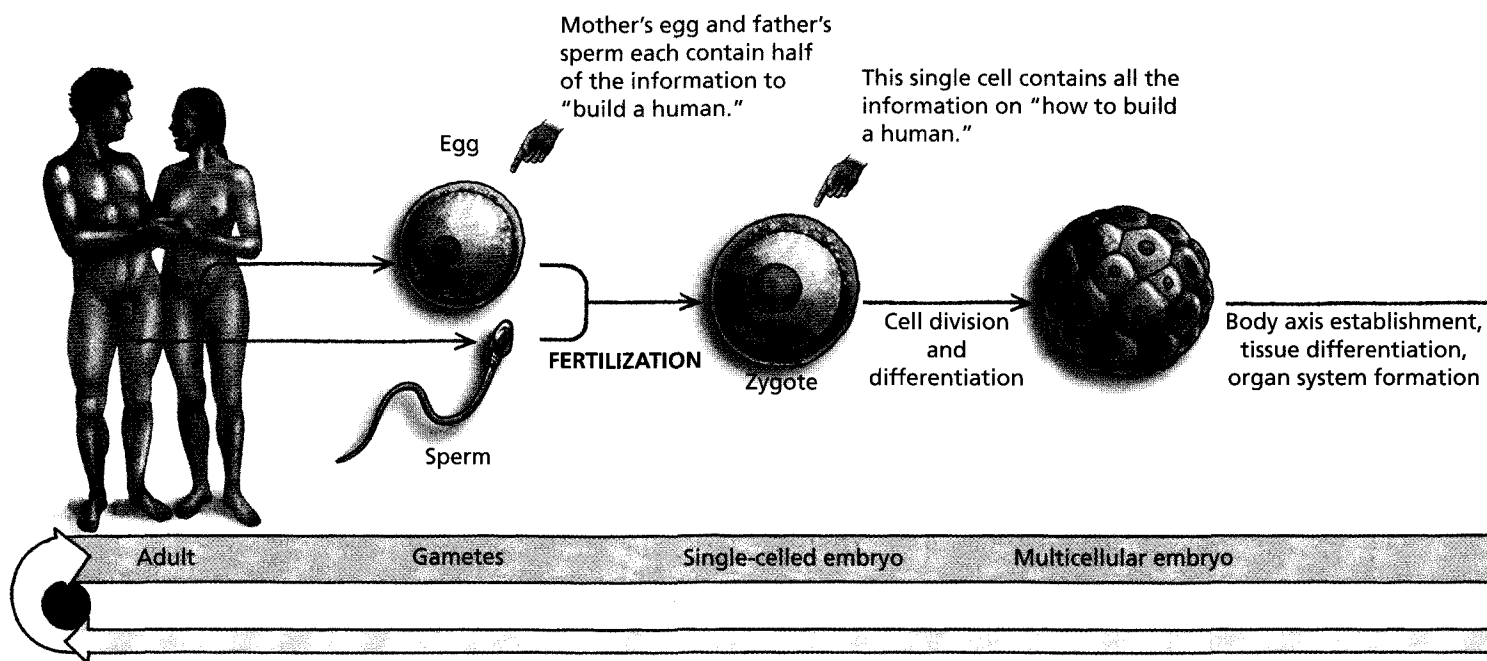 Mother's egg and father's
sperm each contain half
of the information to
"build a human."
This single cell contains all the
information on "how to build
a human."
Egg
FERTILIZATION
Sperm
Zygote
Cell division
and
differentiation
Body axis establishment,
tissue differentiation,
organ system formation
Adult
Gametes
Single-celled embryo
Multicellular embryo